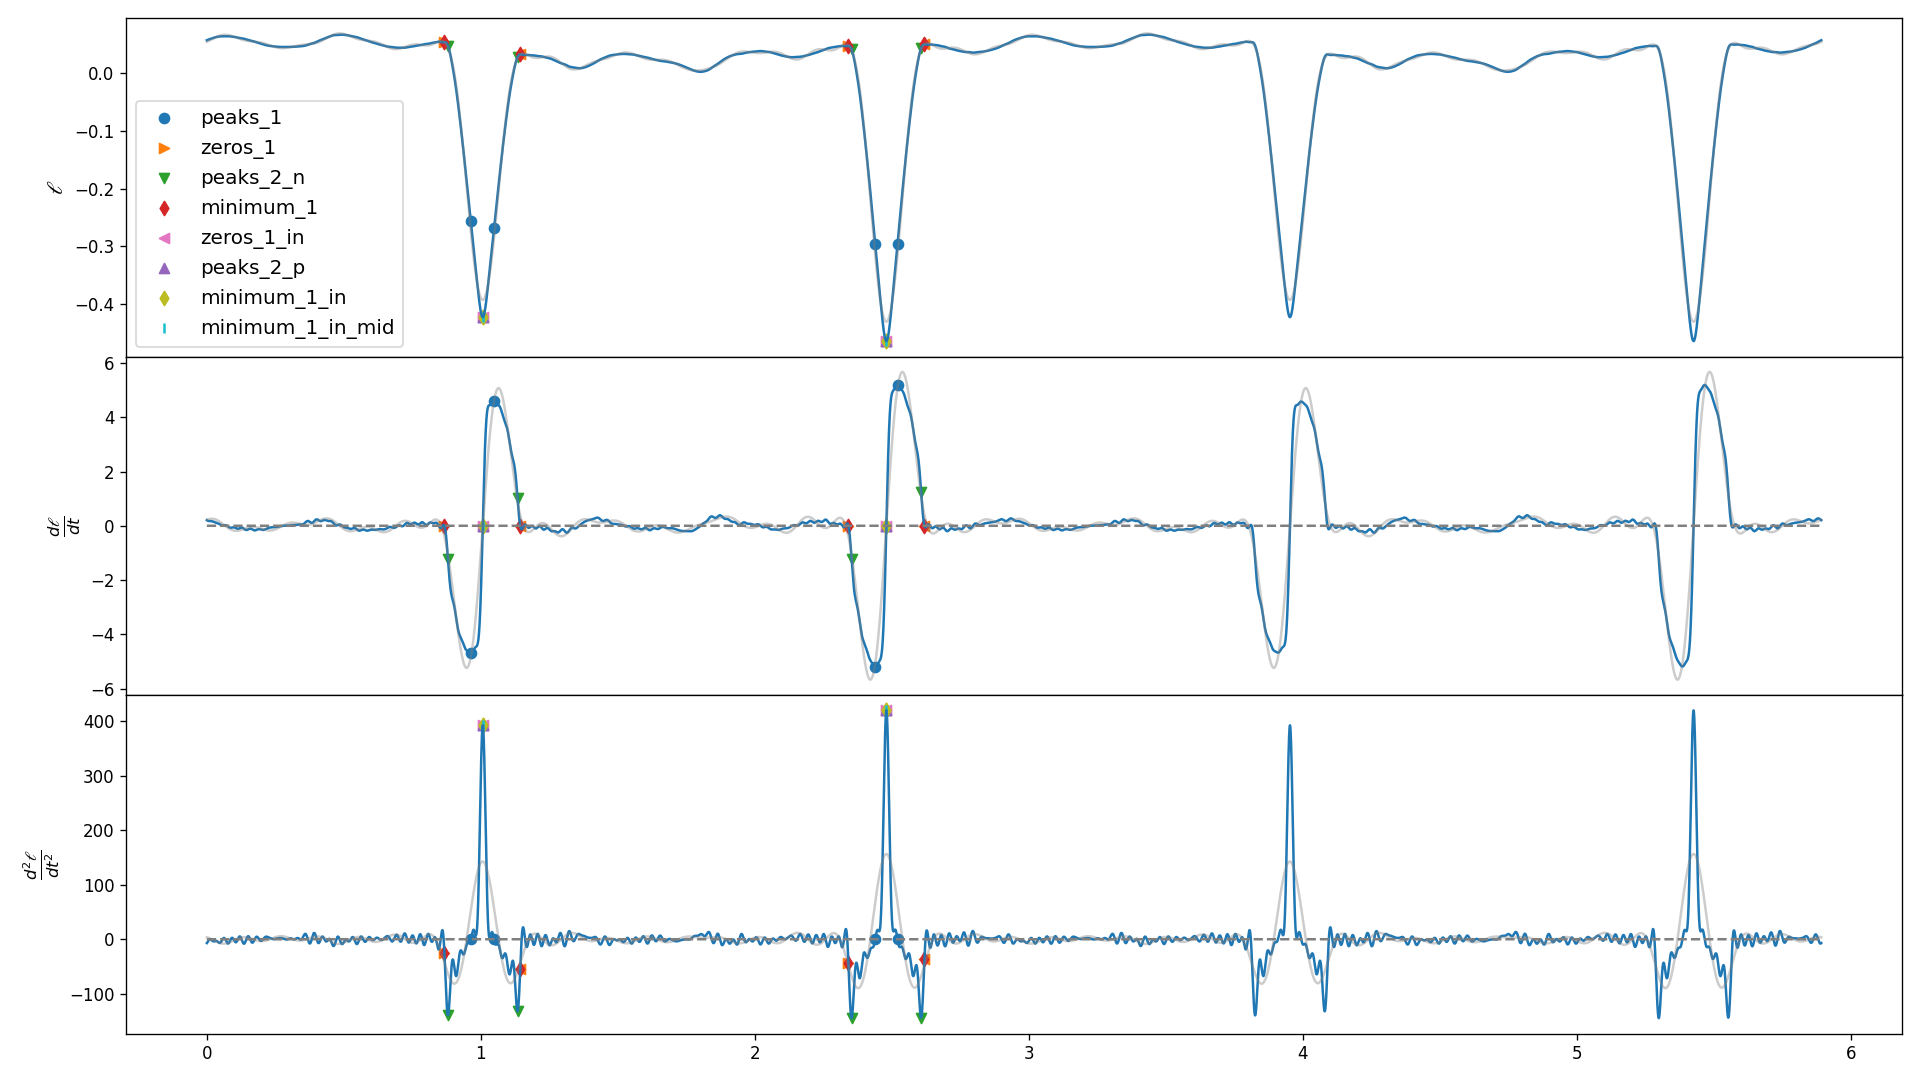 ℓ
0.0
−0.1
−0.2
−0.3
−0.4
peaks_1
zeros_1
peaks_2_n
minimum_1
zeros_1_in
peaks_2_p
minimum_1_in
minimum_1_in_mid
dℓ
dt
6
4
2
0
−2
−4
−6
d²ℓ
dt²
400
300
200
100
0
−100
0 1 2 3 4 5 6